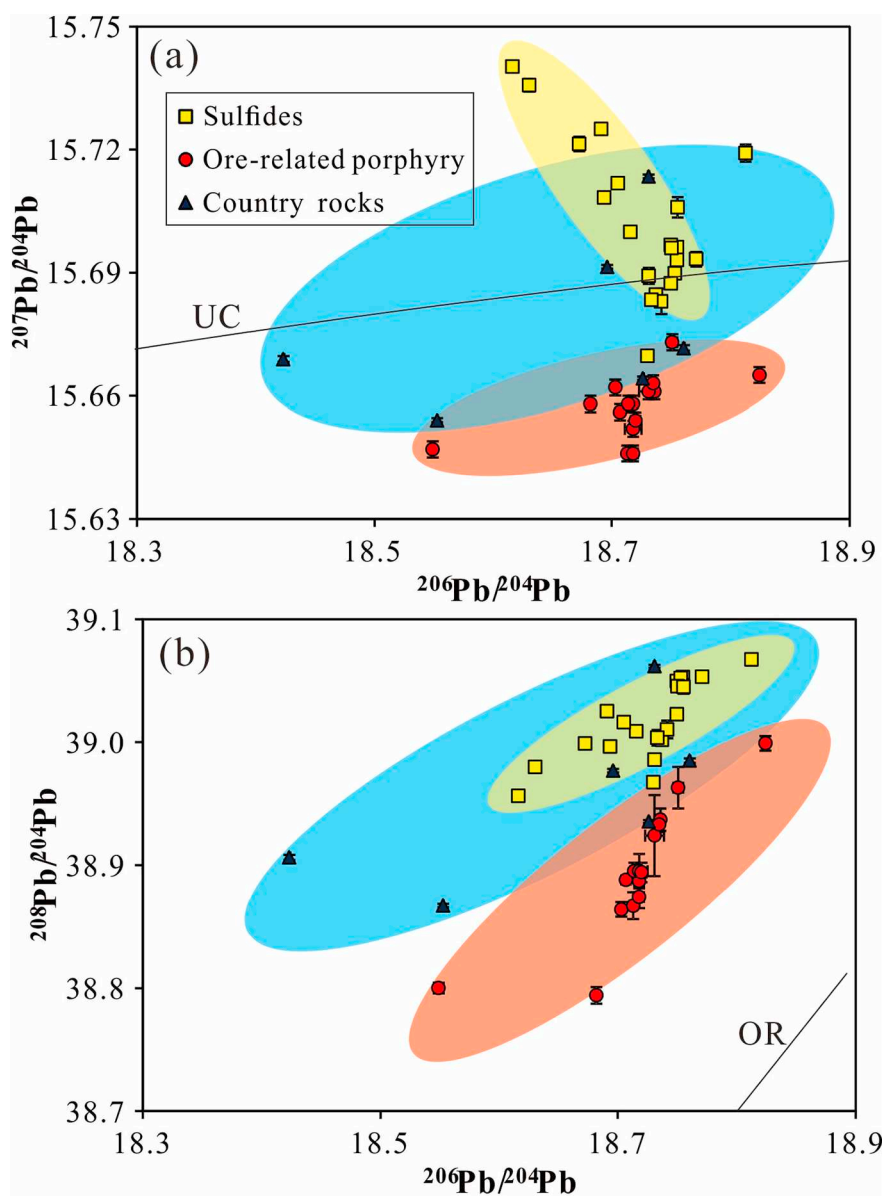 15.75
(a)
Sulfides
Ore-related porphyry
Country rocks
15.72
15.69
UC
15.66
15.63
18.3 18.5 18.7 18.9
²⁰⁷Pb/²⁰⁴Pb
²⁰⁶Pb/²⁰⁴Pb
39.1
(b)
39.0
38.9
38.8
OR
38.7
18.3 18.5 18.7 18.9
²⁰⁸Pb/²⁰⁴Pb
²⁰⁶Pb/²⁰⁴Pb